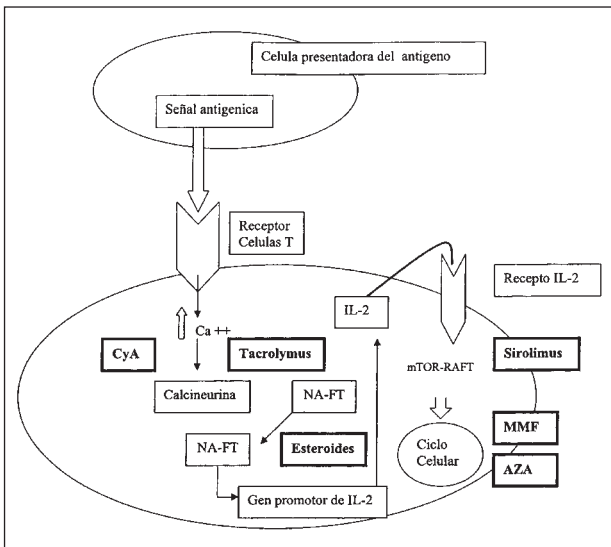 Celula presentadora del antigeno
Señal antigenica
Receptor
Celulas T
Recepto IL-2
IL-2
Ca ++
CyA
Tacrolymus
mTOR-RAFT
Sirolimus
Calcineurina
NA-FT
MMF
NA-FT
Esteroides
Ciclo
Celular
AZA
Gen promotor de IL-2